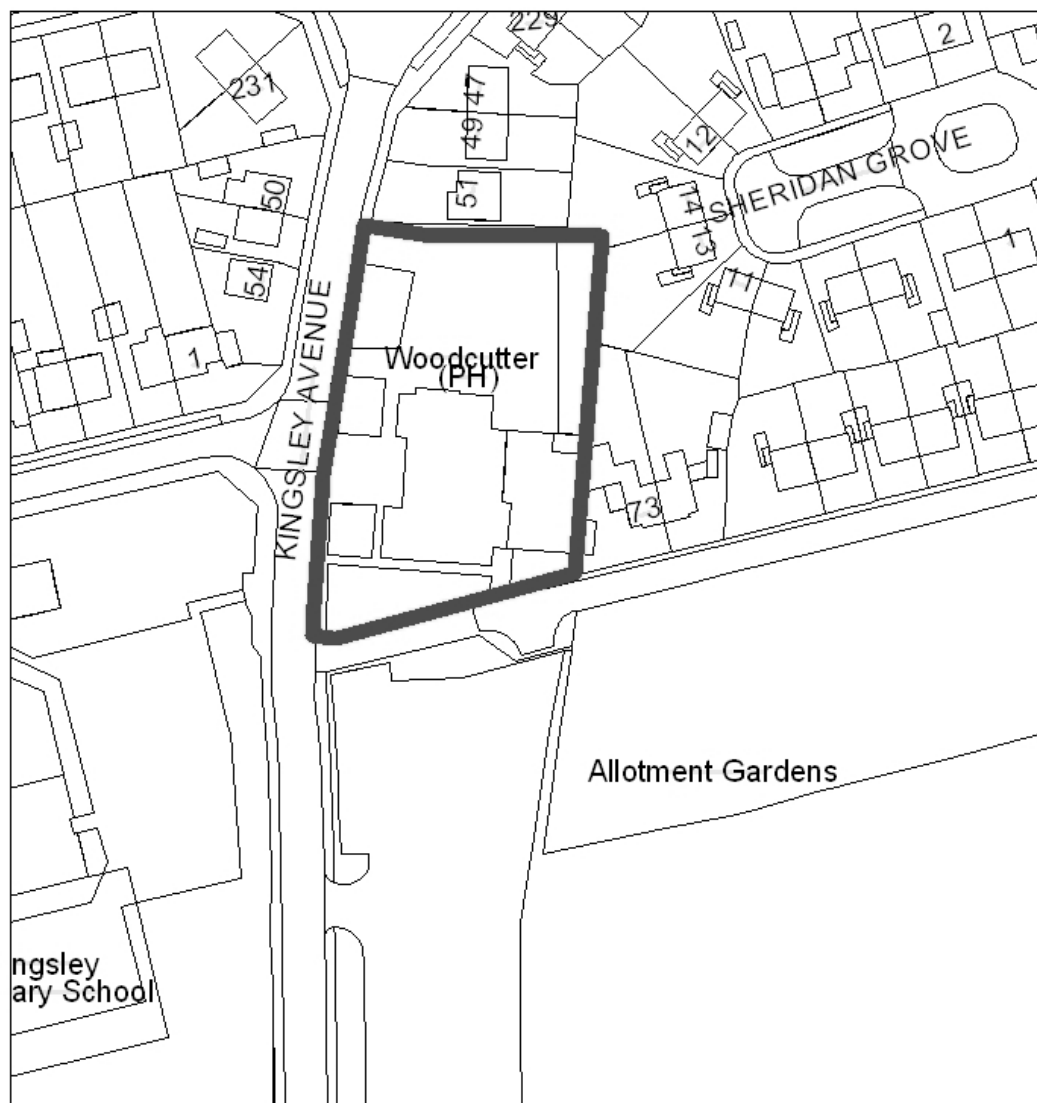 229
2
231
47
49
12
SHERIDAN GROVE
50
51
14
13
1
11
54
KINGSLEY AVENUE
1
Woodcutter
(PH)
73
Allotment Gardens
ngsley
ary School